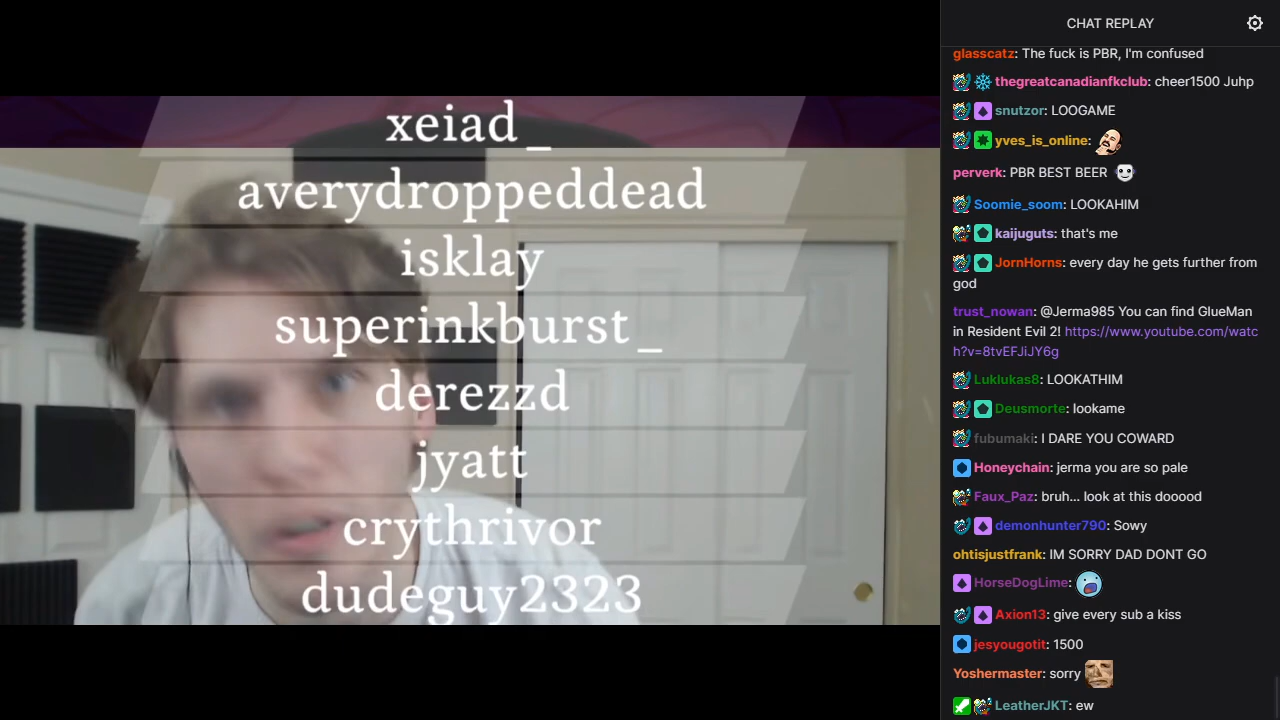 xeiad_
averydroppeddead
isklay
superinkburst_
derezzd
jyatt
crythrivor
dudeguy2323
CHAT REPLAY
glasscatz: The fuck is PBR, I'm confused
thegreatcanadianfkclub: cheer1500 Juhp
snutzor: LOOGAME
yves_is_online:
perverk: PBR BEST BEER
Soomie_soom: LOOKAHIM
kaijuguts: that's me
JornHorns: every day he gets further from
god
trust_nowan: @Jerma985 You can find GlueMan
in Resident Evil 2! https://www.youtube.com/watc
h?v=8tvEFJiJY6g
Luklukas8: LOOKATHIM
Deusmorte: lookame
fubumaki: I DARE YOU COWARD
Honeychain: jerma you are so pale
Faux_Paz: bruh... look at this dooood
demonhunter790: Sowy
ohtisjustfrank: IM SORRY DAD DONT GO
HorseDogLime:
Axion13: give every sub a kiss
jesyougotit: 1500
Yoshermaster: sorry
LeatherJKT: ew